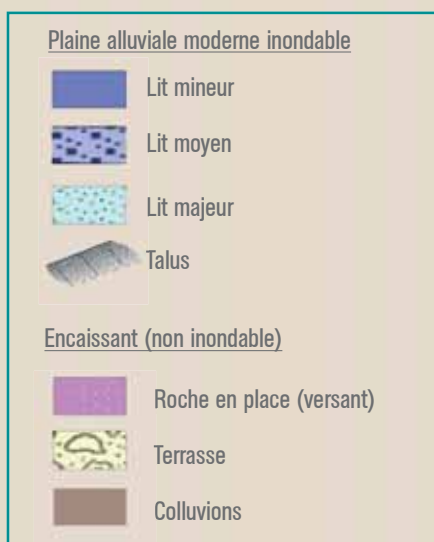 Plaine alluviale moderne inondable
Lit mineur
Lit moyen
Lit majeur
Talus
Encaissant (non inondable)
Roche en place (versant)
Terrasse
Colluvions